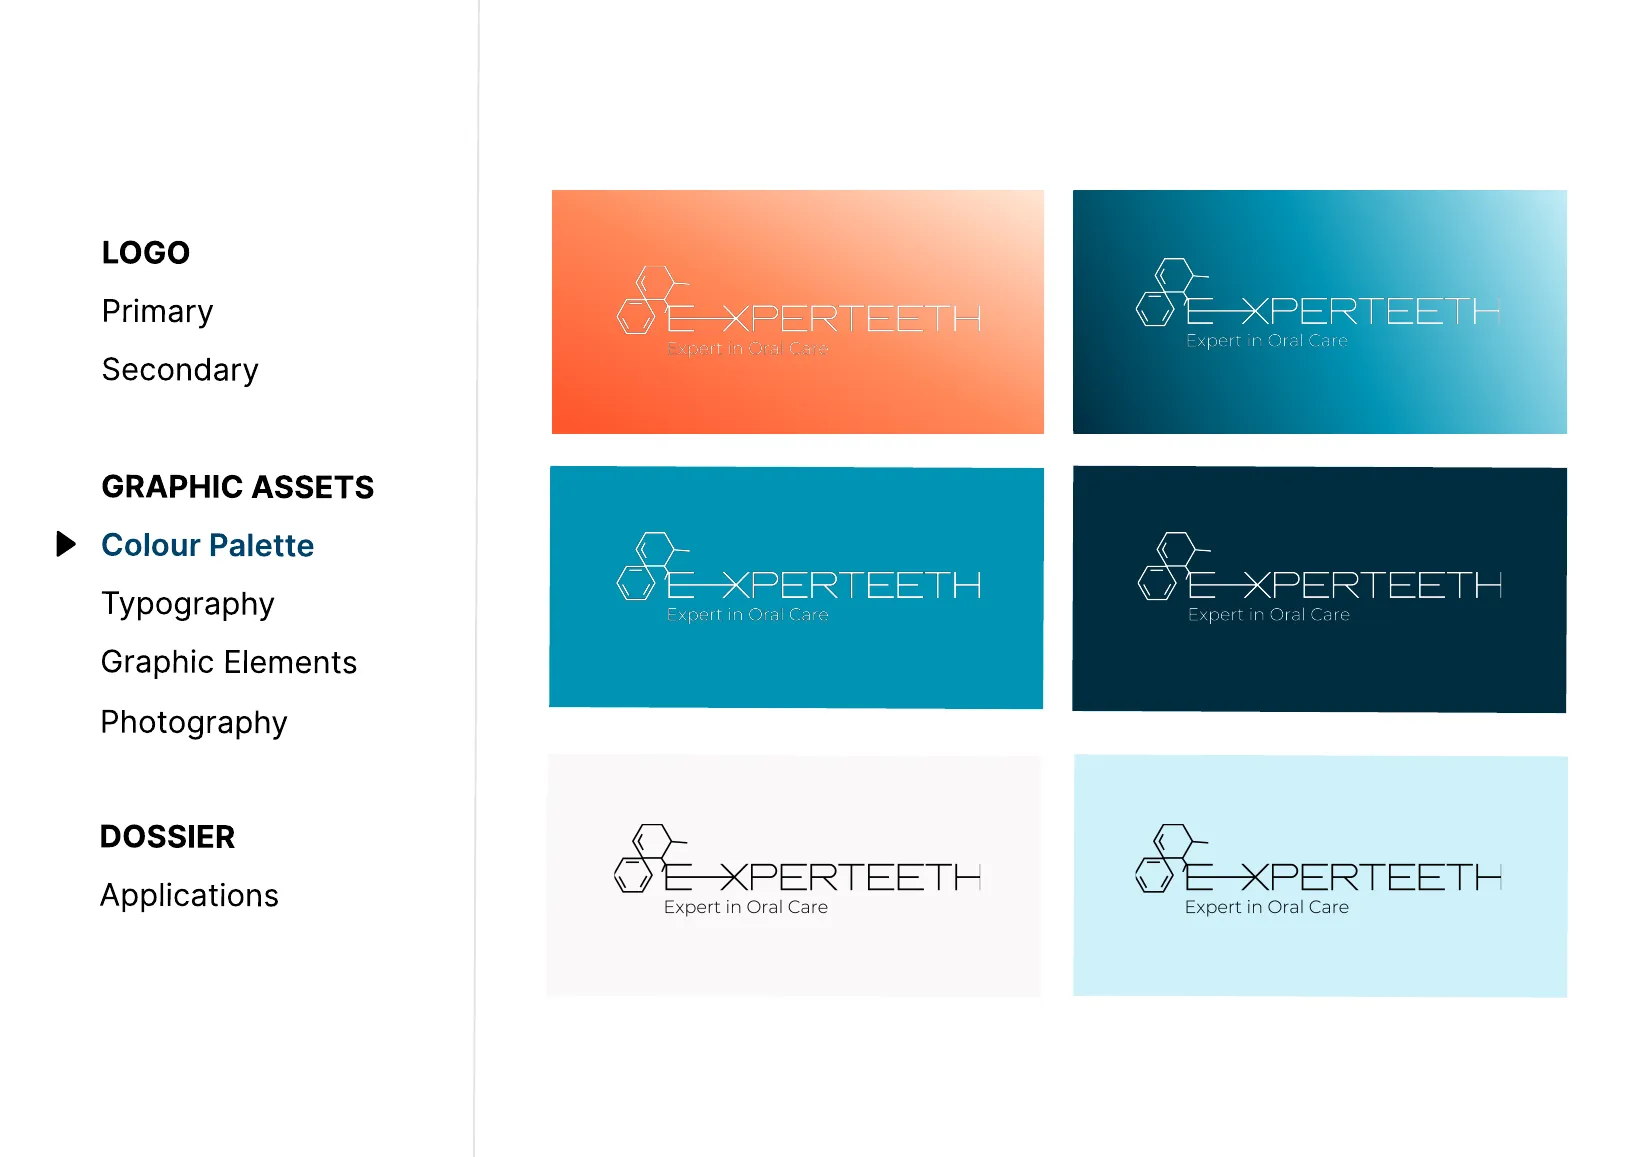 LOGO
Primary
Secondary
GRAPHIC ASSETS
Colour Palette
Typography
Graphic Elements
Photography
DOSSIER
Applications
EXPERTEETH
Expert in Oral Care
EXPERTEETH
Expert in Oral Care
EXPERTEETH
Expert in Oral Care
EXPERTEETH
Expert in Oral Care
EXPERTEETH
Expert in Oral Care
EXPERTEETH
Expert in Oral Care